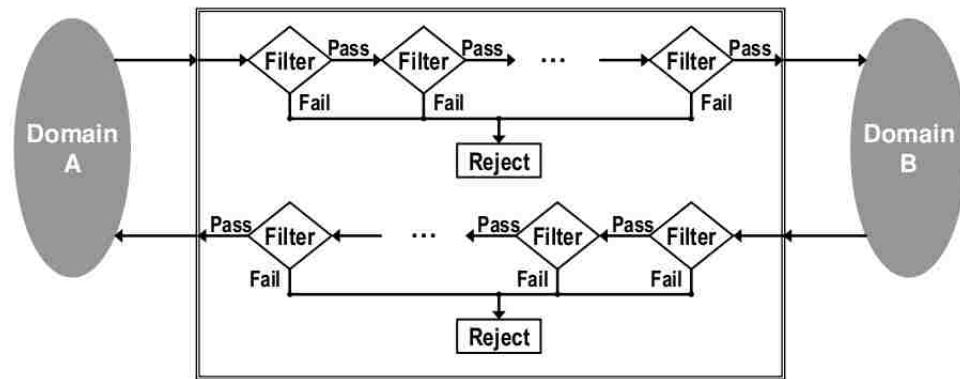 Pass Pass Pass
Filter Filter ... Filter
Fail Fail Fail
Domain A
Domain B
Reject
Pass Pass Pass
Filter ... Filter Filter
Fail Fail Fail
Reject